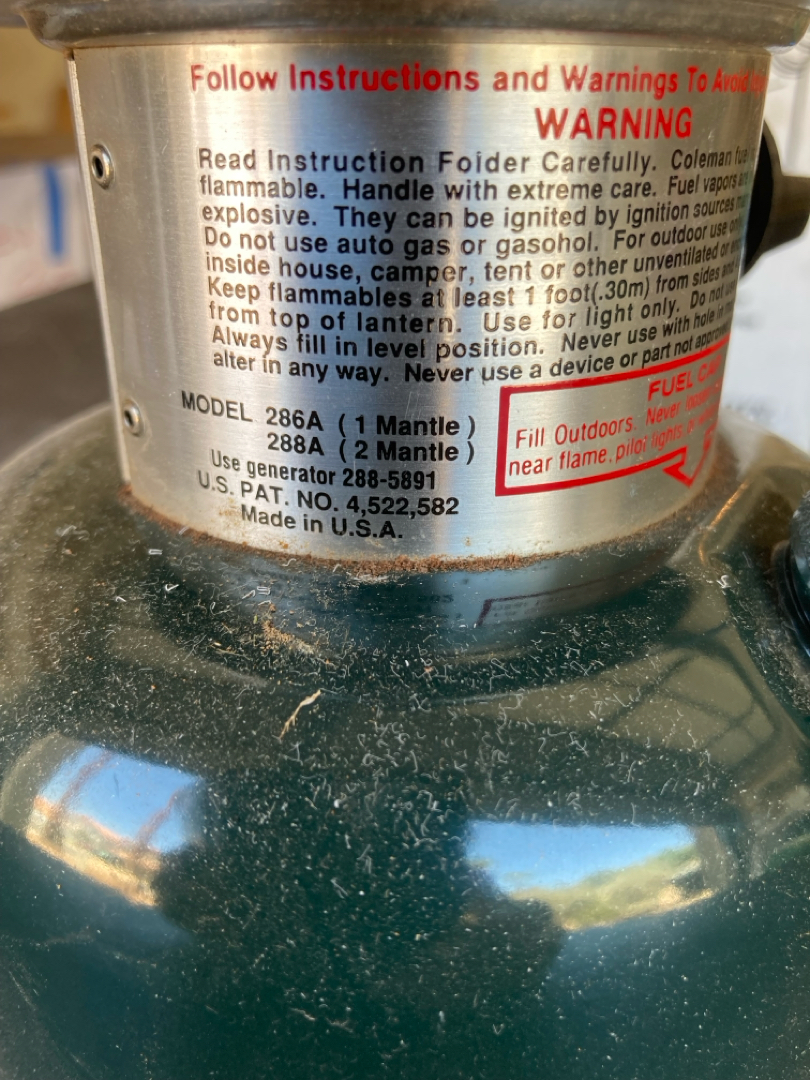 Follow Instructions and Warnings To Avoid
WARNING
Read Instruction Folder Carefully. Coleman fuel
flammable. Handle with extreme care. Fuel vapors are
explosive. They can be ignited by ignition sources
Do not use auto gas or gasohol. For outdoor use
inside house, camper, tent or other unventilated or
Keep flammables at least 1 foot(.30m) from sides and
from top of lantern. Use for light only. Do not
Always fill in level position. Never use with hole in
alter in any way. Never use a device or part not
FUEL
Fill Outdoors. Never
near flame, pilot lights,
MODEL 286A ( 1 Mantle )
288A ( 2 Mantle )
Use generator 288-5891
U.S. PAT. NO. 4,522,582
Made in U.S.A.